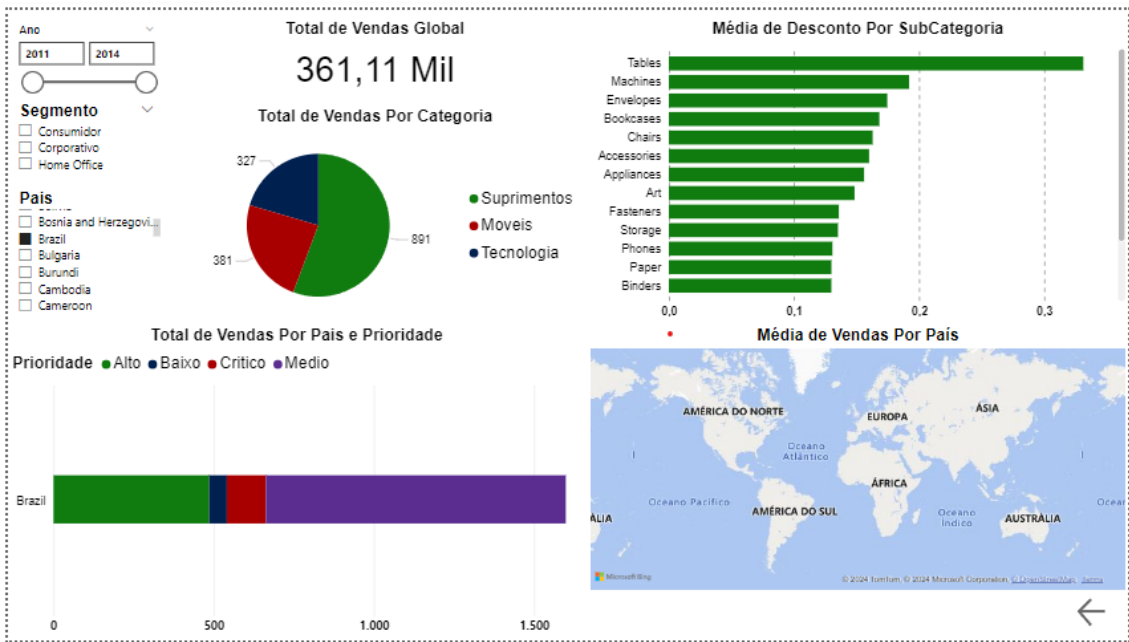 Ano
2011 2014
Segmento
Consumidor
Corporativo
Home Office
País
Bosnia and Herzegovi...
Brazil
Bulgaria
Burundi
Cambodia
Cameroon
Total de Vendas Global
361,11 Mil
Total de Vendas Por Categoria
327
381
891
Suprimentos
Moveis
Tecnologia
Média de Desconto Por SubCategoria
Tables
Machines
Envelopes
Bookcases
Chairs
Accessories
Appliances
Art
Fasteners
Storage
Phones
Paper
Binders
0,0 0,1 0,2 0,3
Total de Vendas Por Pais e Prioridade
Prioridade Alto Baixo Critico Medio
Brazil
0 500 1.000 1.500
Média de Vendas Por País
AMÉRICA DO NORTE
EUROPA
ÁSIA
Oceano
Atlântico
ÁFRICA
Oceano Pacífico
AMÉRICA DO SUL
Oceano
Índico
AUSTRÁLIA
ÁLIA
Ocean
Microsoft Bing
© 2024 TomTom, © 2024 Microsoft Corporation, © OpenStreetMap Terms